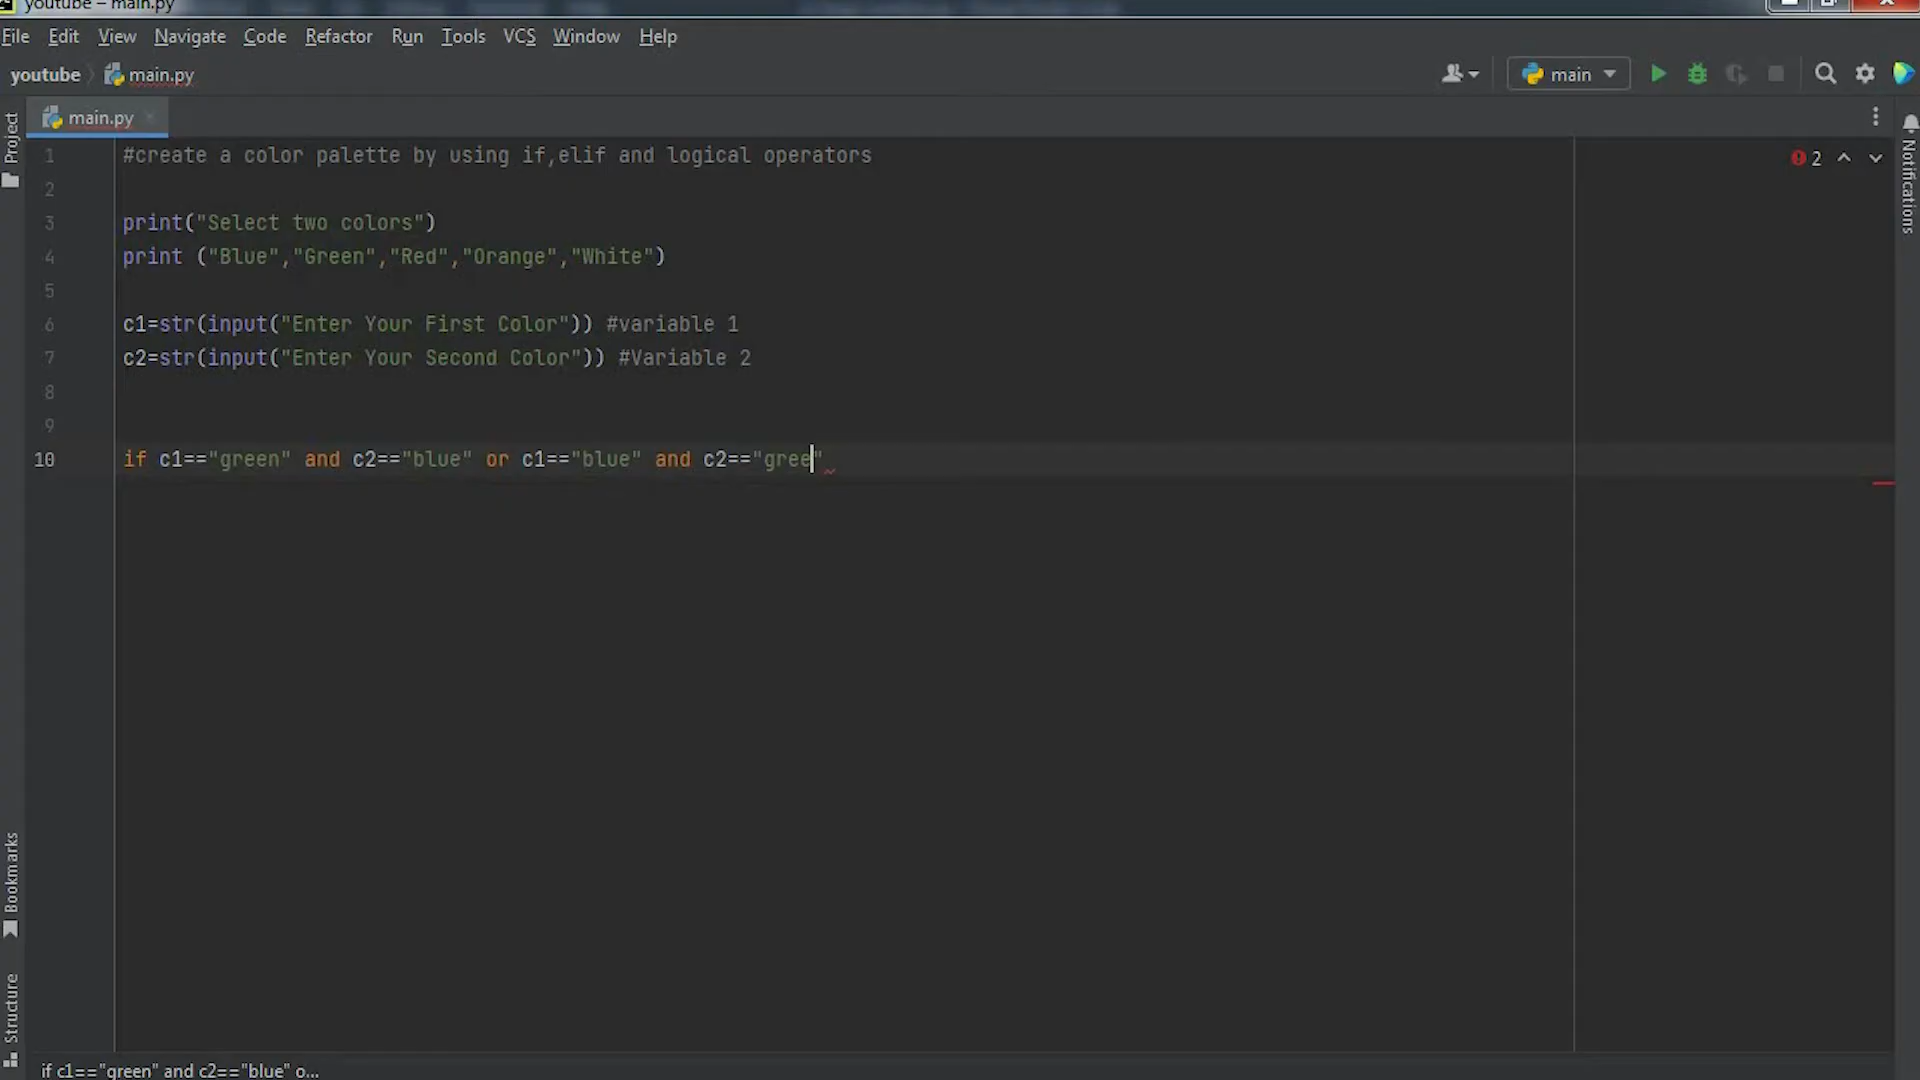 youtube – main.py
File Edit View Navigate Code Refactor Run Tools VCS Window Help
youtube main.py main
main.py
Project
1 #create a color palette by using if,elif and logical operators
2 2
3 print("Select two colors")
4 print ("Blue","Green","Red","Orange","White")
5
6 c1=str(input("Enter Your First Color")) #variable 1
7 c2=str(input("Enter Your Second Color")) #Variable 2
8
9
10 if c1=="green" and c2=="blue" or c1=="blue" and c2=="gree"
Notifications
Bookmarks
Structure
if c1=="green" and c2=="blue" o...